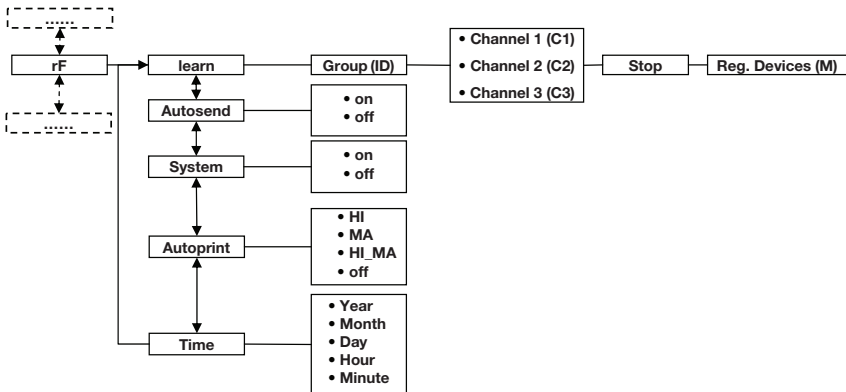 ......
rF
......
learn
Group (ID)
• Channel 1 (C1)
• Channel 2 (C2)
• Channel 3 (C3)
Stop
Reg. Devices (M)
Autosend
• on
• off
System
• on
• off
Autoprint
• HI
• MA
• HI_MA
• off
Time
• Year
• Month
• Day
• Hour
• Minute